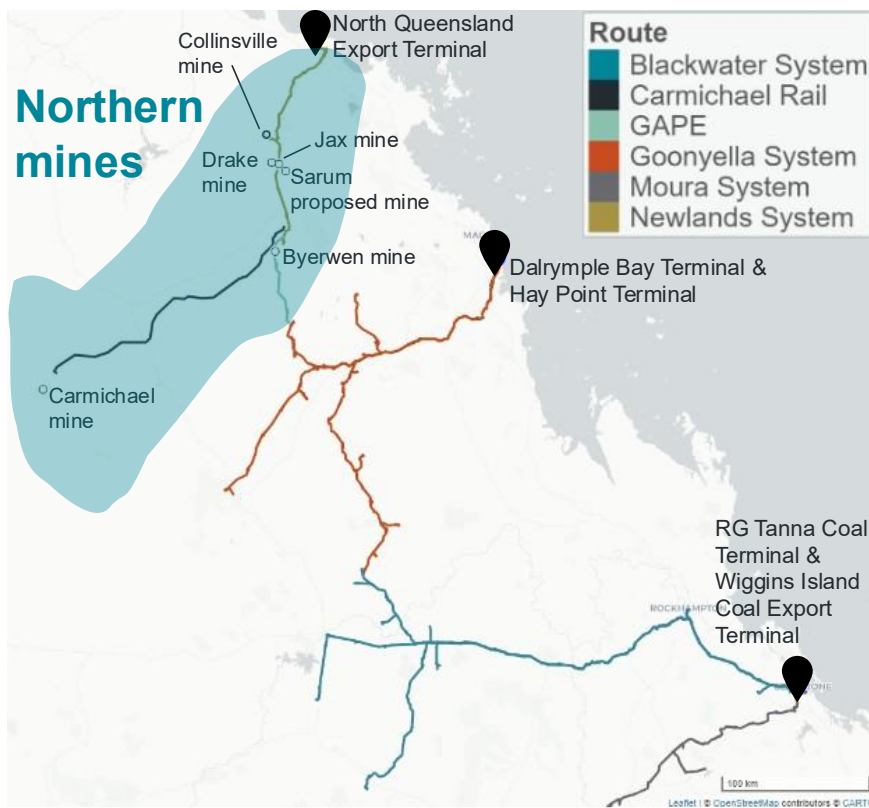 North Queensland
Export Terminal
Collinsville
mine
Northern
mines
Jax mine
Drake
mine
Sarum
proposed mine
Byerwen mine
Carmichael
mine
Route
Blackwater System
Carmichael Rail
GAPE
Goonyella System
Moura System
Newlands System
Dalrymple Bay Terminal &
Hay Point Terminal
RG Tanna Coal
Terminal &
Wiggins Island
Coal Export
Terminal
ROCKHAMPTON
100 km
Leaflet | © OpenStreetMap contributors © CARTO